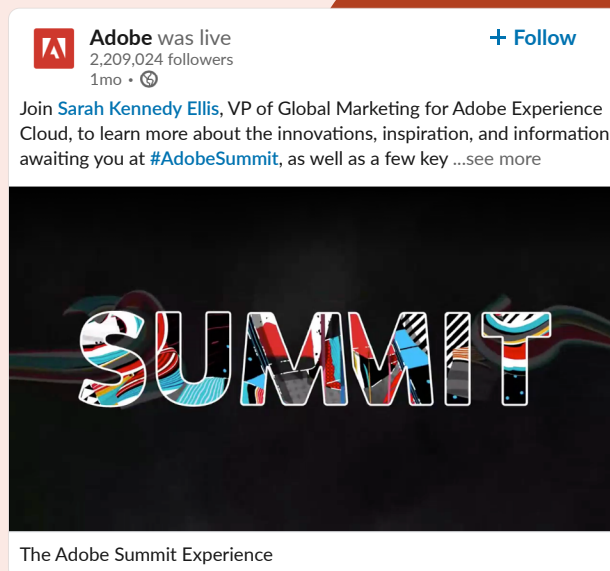 Adobe was live
+ Follow
2,209,024 followers
1mo •
Join Sarah Kennedy Ellis, VP of Global Marketing for Adobe Experience
Cloud, to learn more about the innovations, inspiration, and information
awaiting you at #AdobeSummit, as well as a few key ...see more
SUMMIT
The Adobe Summit Experience